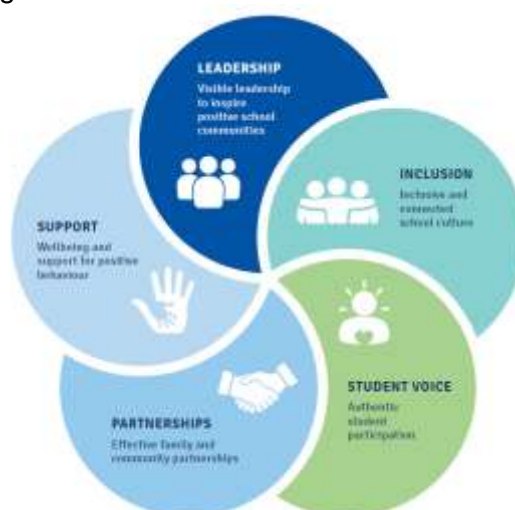 LEADERSHIP
Visible leadership
to inspire
positive school
communities
INCLUSION
Inclusive and
connected
school culture
STUDENT VOICE
Authentic
student
participation
PARTNERSHIPS
Effective family and
community partnerships
SUPPORT
Wellbeing and
support for positive
behaviour